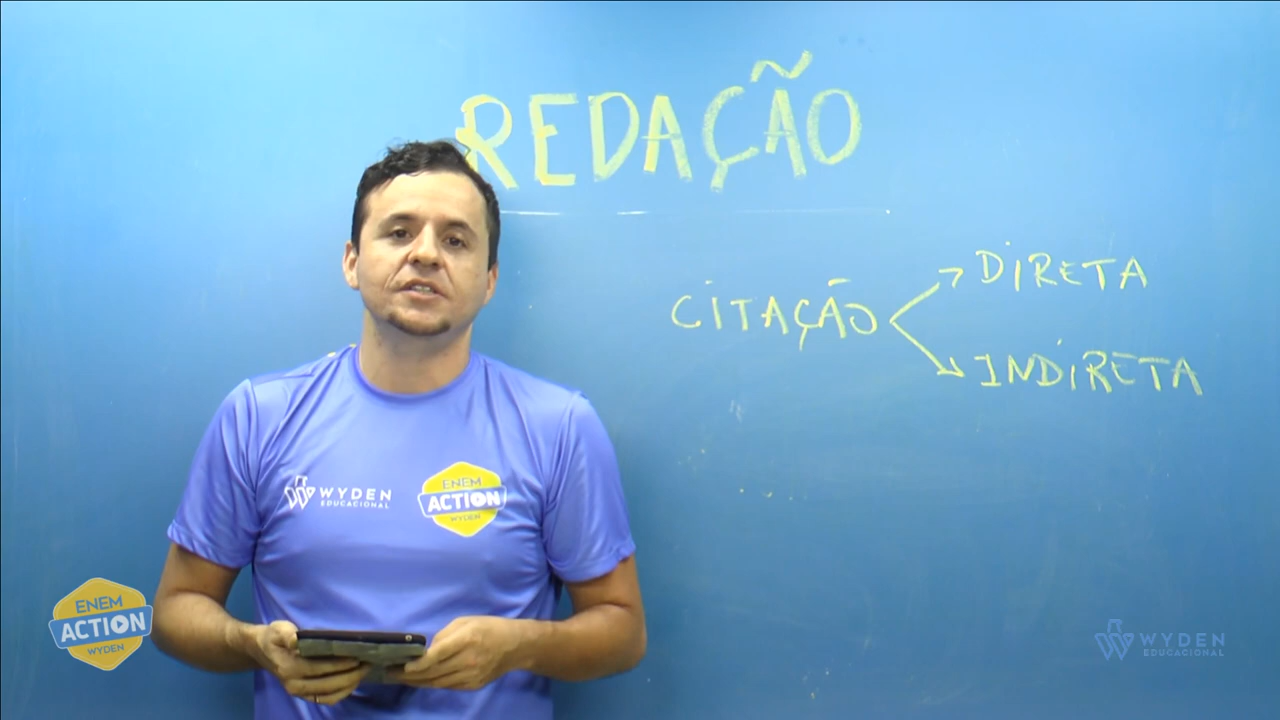 REDAÇÃO
CITAÇÃO
DIRETA
INDIRETA
WYDEN
EDUCACIONAL
ENEM
ACTION
WYDEN
ENEM
ACTION
WYDEN
WYDEN
EDUCACIONAL